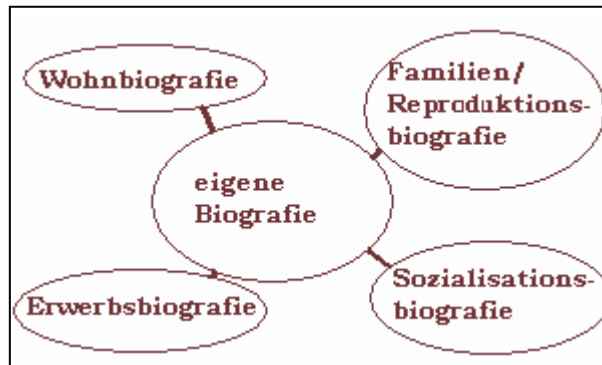 Wohnbiografie
Familien/
Reproduktions-
biografie
eigene
Biografie
Erwerbsbiografie
Sozialisations-
biografie